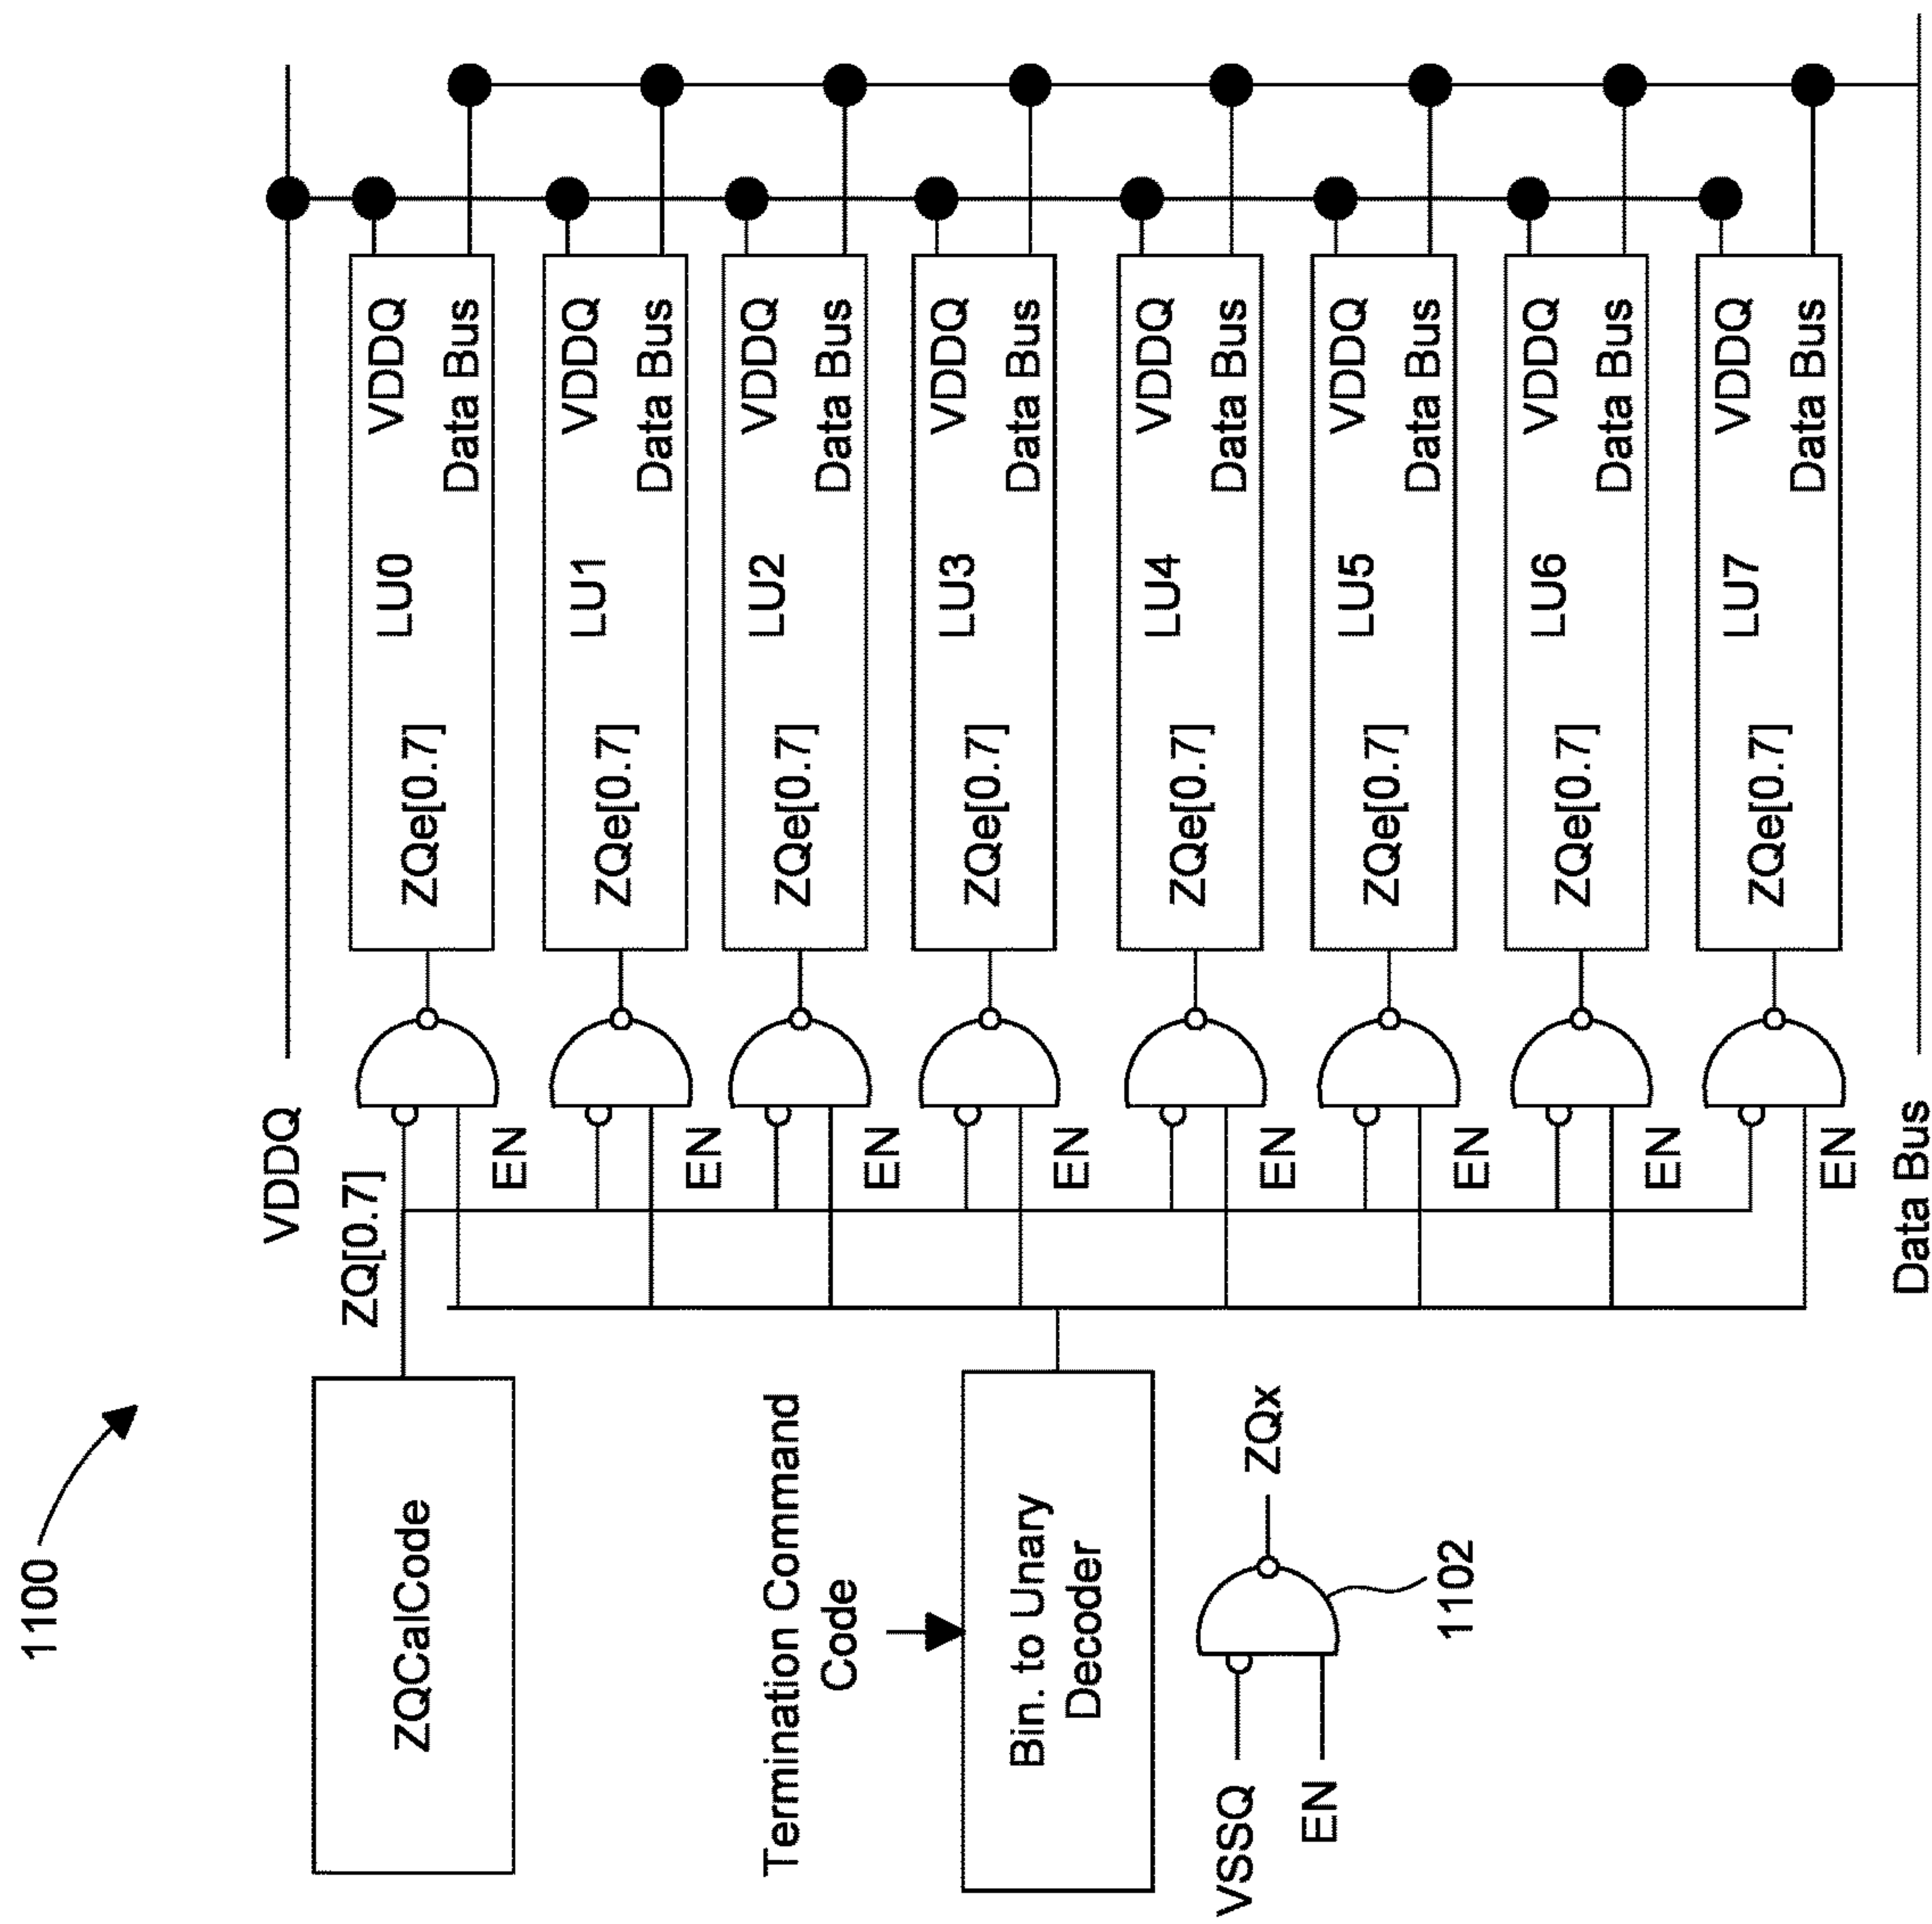 1100
VDDQ
ZQCalCode
ZQ[0.7]
EN
ZQe[0.7]
LU0
VDDQ
Data Bus
EN
ZQe[0.7]
LU1
VDDQ
Data Bus
EN
ZQe[0.7]
LU2
VDDQ
Data Bus
Termination Command
Code
EN
ZQe[0.7]
LU3
VDDQ
Data Bus
Bin. to Unary
Decoder
EN
ZQe[0.7]
LU4
VDDQ
Data Bus
EN
ZQe[0.7]
LU5
VDDQ
Data Bus
EN
ZQe[0.7]
LU6
VDDQ
Data Bus
EN
ZQe[0.7]
LU7
VDDQ
Data Bus
VSSQ
EN
ZQx
1102
Data Bus